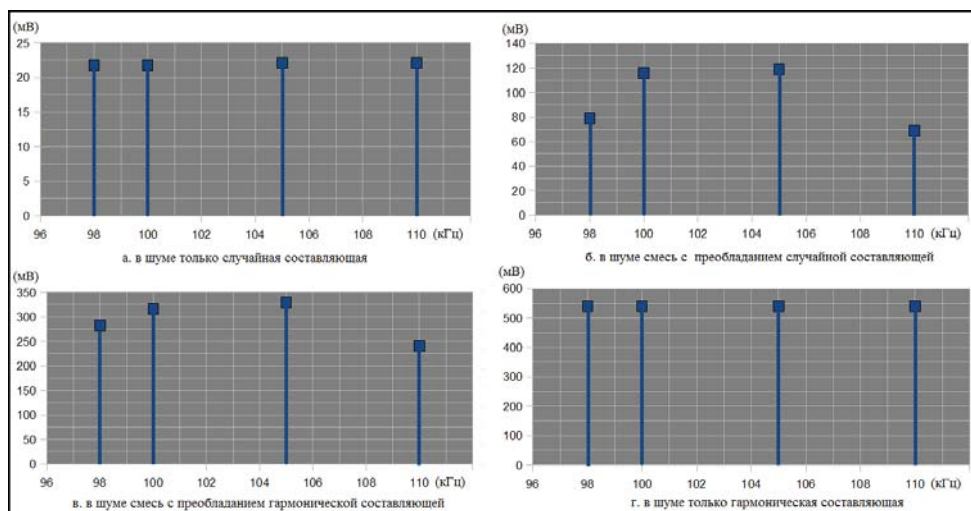 (мВ)
25
20
15
10
5
0
96 98 100 102 104 106 108 110 (кГц)
а. в шуме только случайная составляющая
(мВ)
140
120
100
80
60
40
20
0
96 98 100 102 104 106 108 110 (кГц)
б. в шуме смесь с преобладанием случайной составляющей
(мВ)
350
300
250
200
150
100
50
0
96 98 100 102 104 106 108 110 (кГц)
в. в шуме смесь с преобладанием гармонической составляющей
(мВ)
600
500
400
300
200
100
0
96 98 100 102 104 106 108 110 (кГц)
г. в шуме только гармоническая составляющая